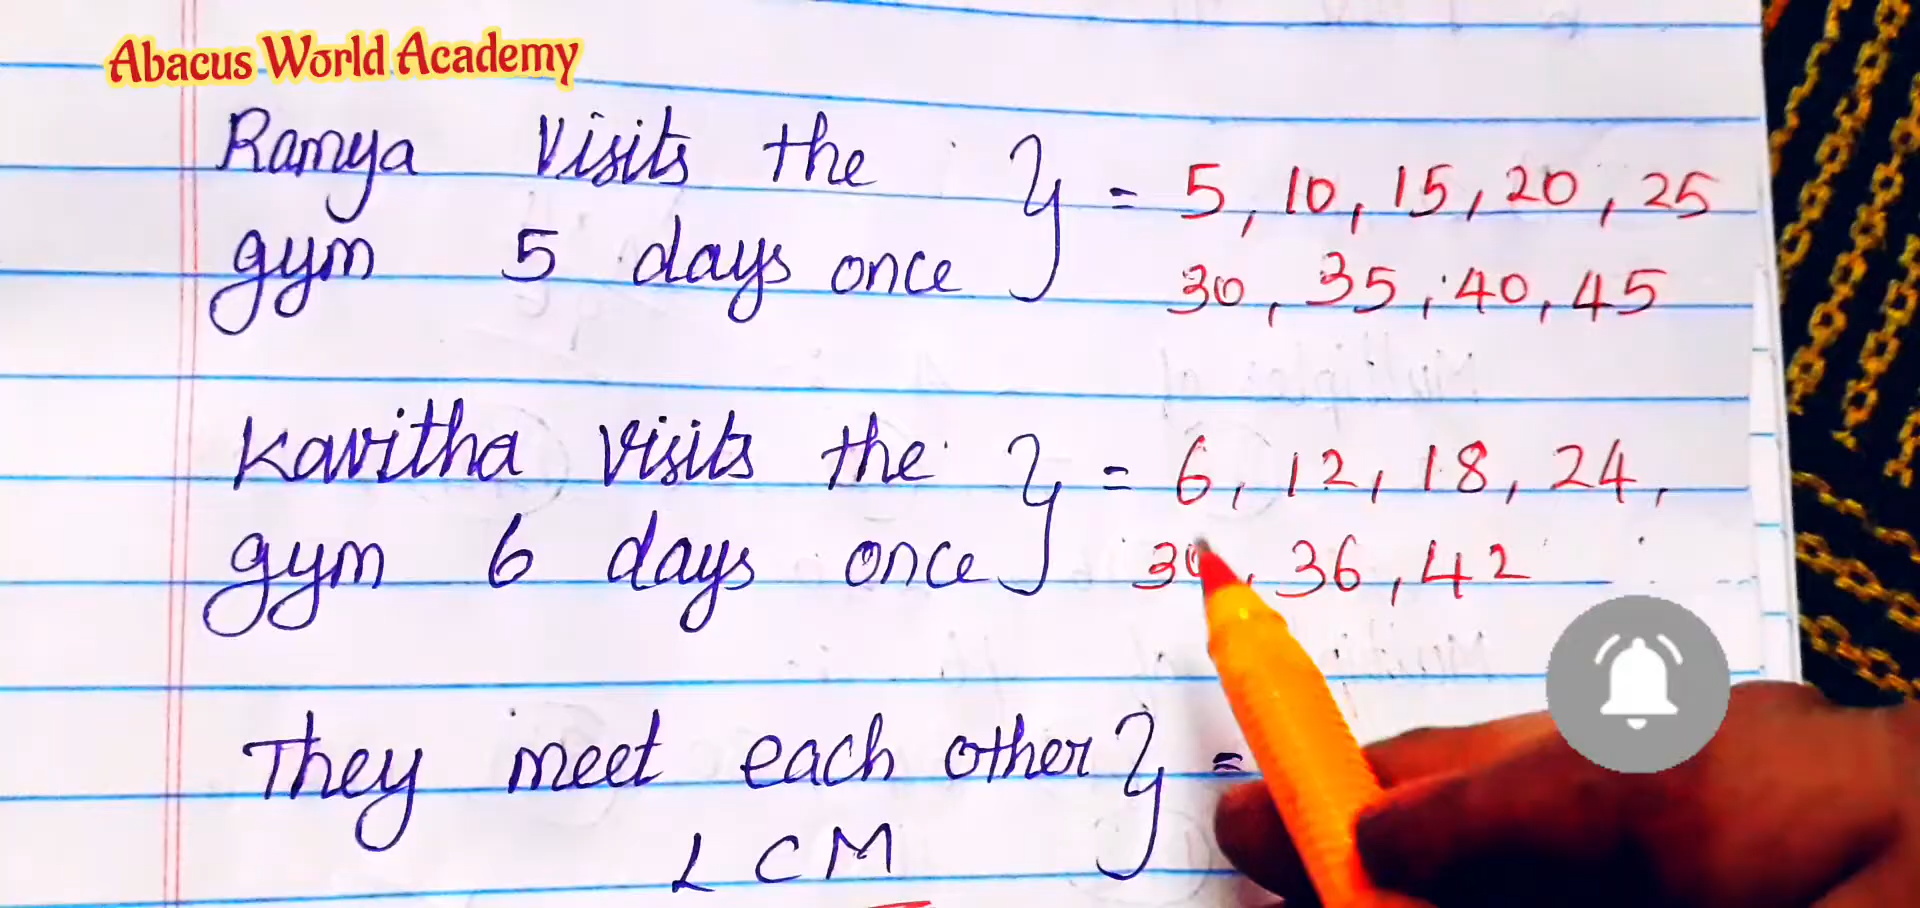 Abacus World Academy
Ramya visits the } = 5, 10, 15, 20, 25
gym 5 days once 30, 35, 40, 45
Kavitha visits the } = 6, 12, 18, 24,
gym 6 days once 30, 36, 42
They meet each other } =
LCM